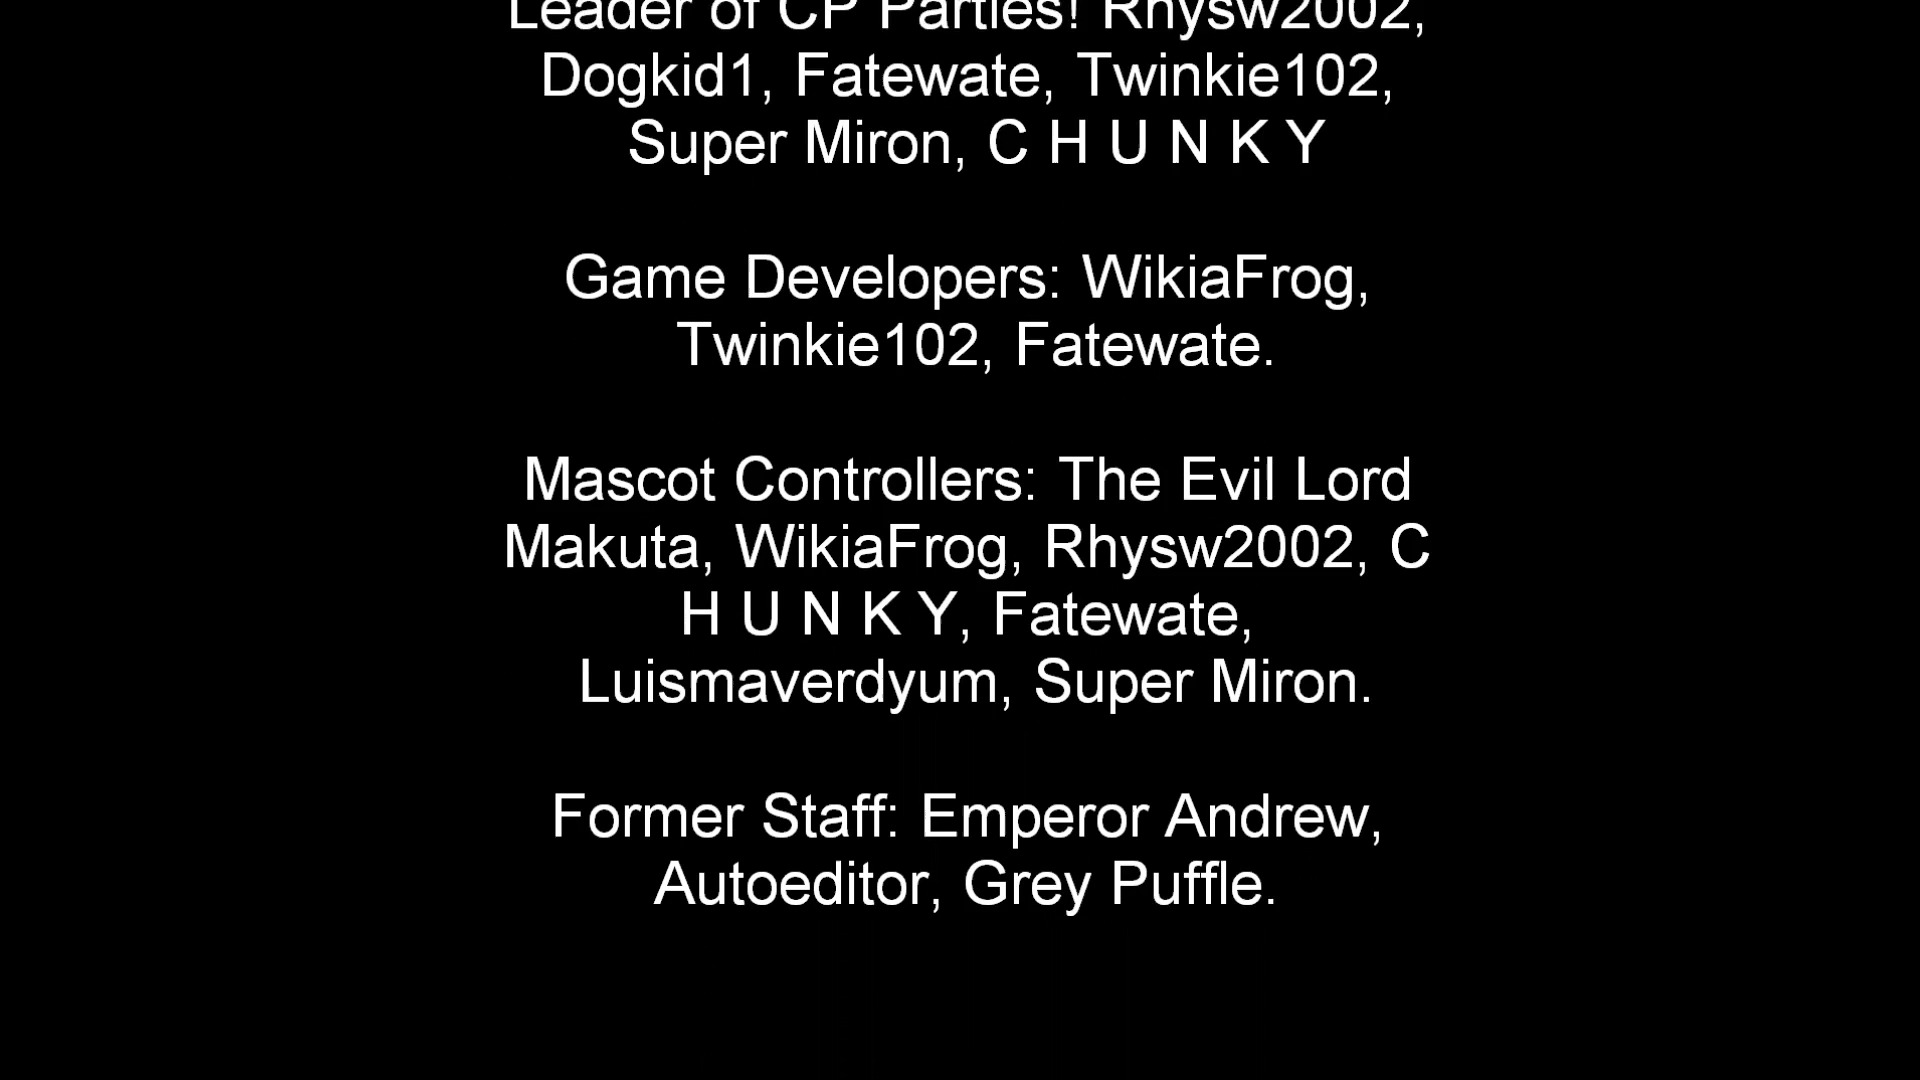 Leader of CP Parties! Rhysw2002,
Dogkid1, Fatewate, Twinkie102,
Super Miron, C H U N K Y
Game Developers: WikiaFrog,
Twinkie102, Fatewate.
Mascot Controllers: The Evil Lord
Makuta, WikiaFrog, Rhysw2002, C
H U N K Y, Fatewate,
Luismaverdyum, Super Miron.
Former Staff: Emperor Andrew,
Autoeditor, Grey Puffle.